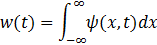 w(t) = ∫_{-∞}^{∞} ψ(x,t)dx